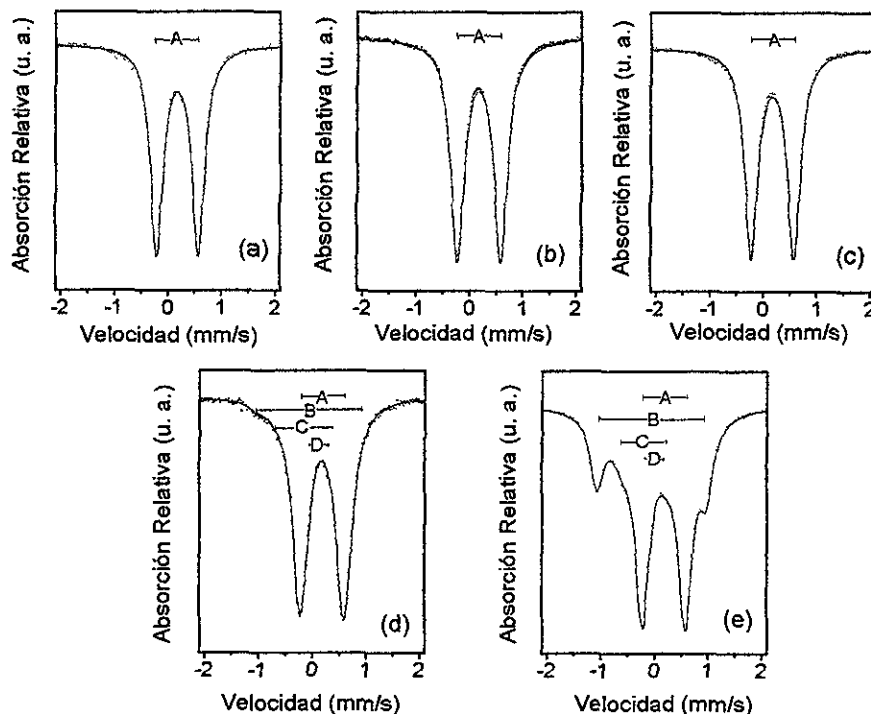 Absorción Relativa (u. a.)
A
(a)
-2 -1 0 1 2
Velocidad (mm/s)
Absorción Relativa (u. a.)
A
(b)
-2 -1 0 1 2
Velocidad (mm/s)
Absorción Relativa (u. a.)
A
(c)
-2 -1 0 1 2
Velocidad (mm/s)
Absorción Relativa (u. a.)
A
B
C
D
(d)
-2 -1 0 1 2
Velocidad (mm/s)
Absorción Relativa (u. a.)
A
B
C
D
(e)
-2 -1 0 1 2
Velocidad (mm/s)